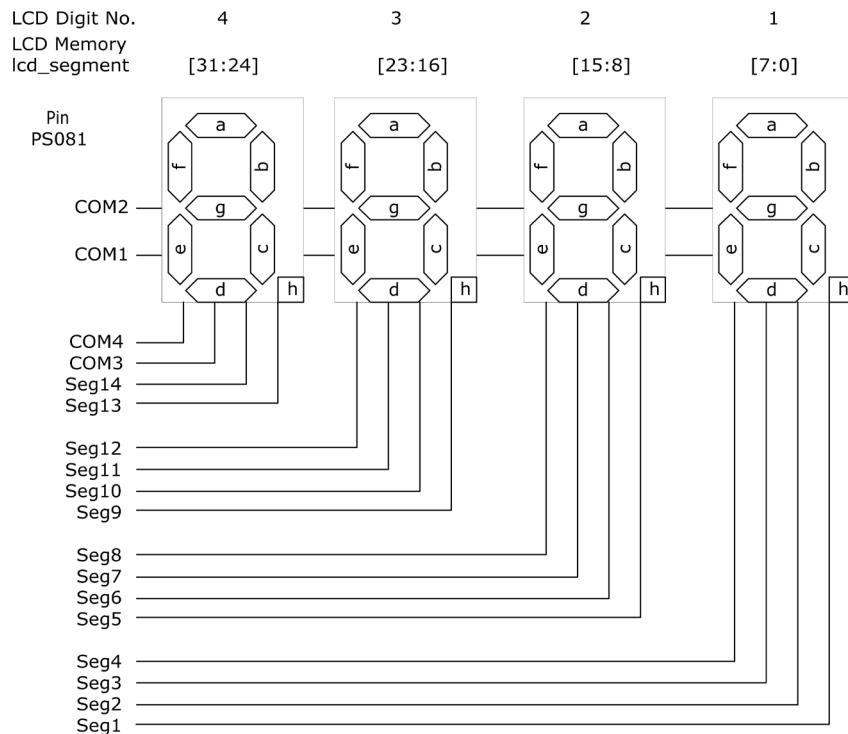 LCD Digit No. 4 3 2 1
LCD Memory
lcd_segment [31:24] [23:16] [15:8] [7:0]
Pin
PS081
a a a a
f b f b f b f b
COM2 g g g g
COM1 e c e c e c e c
d h d h d h d h
COM4
COM3
Seg14
Seg13
Seg12
Seg11
Seg10
Seg9
Seg8
Seg7
Seg6
Seg5
Seg4
Seg3
Seg2
Seg1